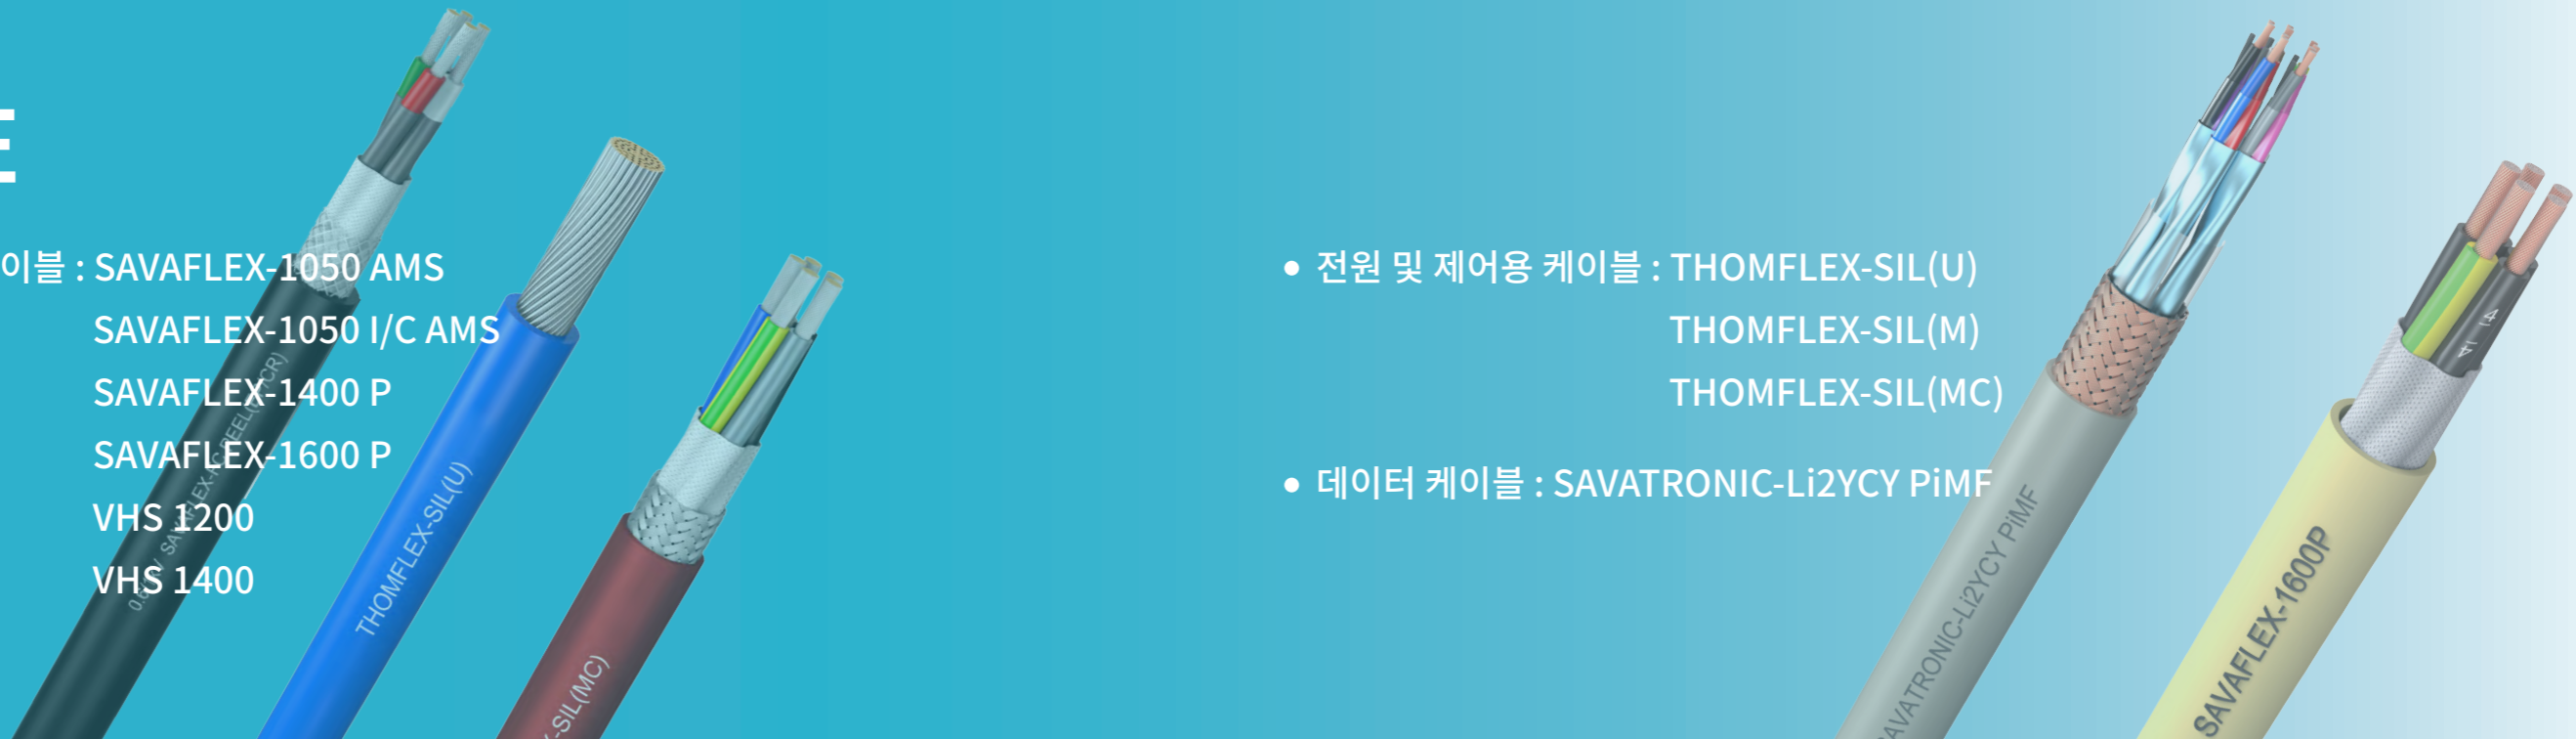 E
이블 : SAVAFLEX-1050 AMS
SAVAFLEX-1050 I/C AMS
SAVAFLEX-1400 P
SAVAFLEX-1600 P
VHS 1200
VHS 1400
• 전원 및 제어용 케이블 : THOMFLEX-SIL(U)
THOMFLEX-SIL(M)
THOMFLEX-SIL(MC)
• 데이터 케이블 : SAVATRONIC-Li2YCY PiMF
THOMFLEX-SIL(U)
X-SIL(MC)
SAVATRONIC-Li2YCY PiMF
SAVAFLEX-1600P